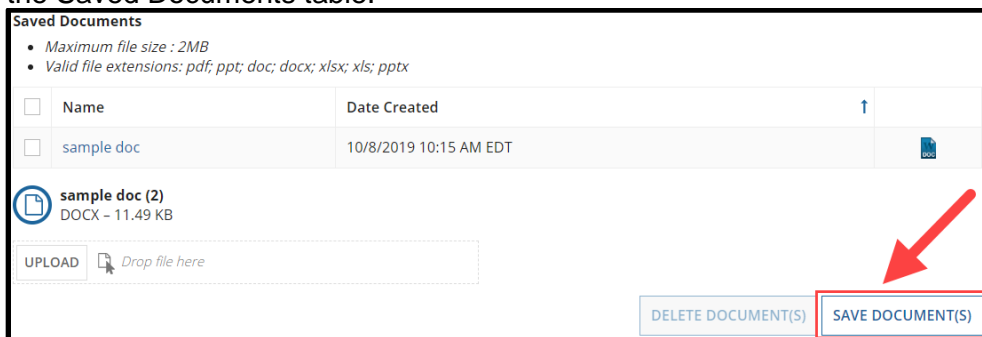 the Saved Documents table.
Saved Documents
• Maximum file size : 2MB
• Valid file extensions: pdf; ppt; doc; docx; xlsx; xls; pptx
Name Date Created ↑
sample doc 10/8/2019 10:15 AM EDT DOC
sample doc (2)
DOCX – 11.49 KB
UPLOAD Drop file here
DELETE DOCUMENT(S) SAVE DOCUMENT(S)